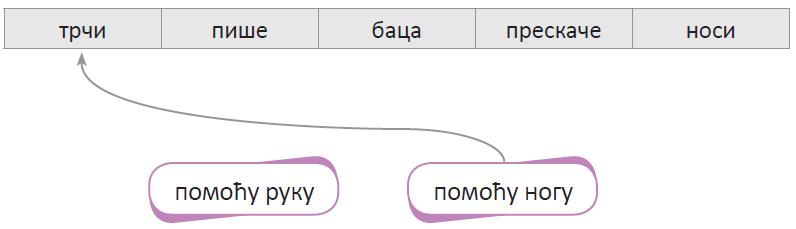 трчи пише баца прескаче носи
помоћу руку помоћу ногу